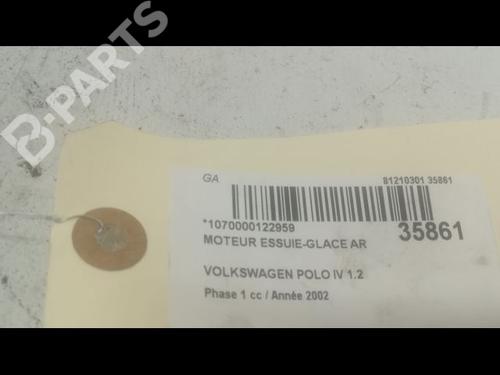 B-PARTS
GA
81210301 35861
*1070000122959
35861
MOTEUR ESSUIE-GLACE AR
VOLKSWAGEN POLO IV 1.2
Phase 1 cc / Année 2002